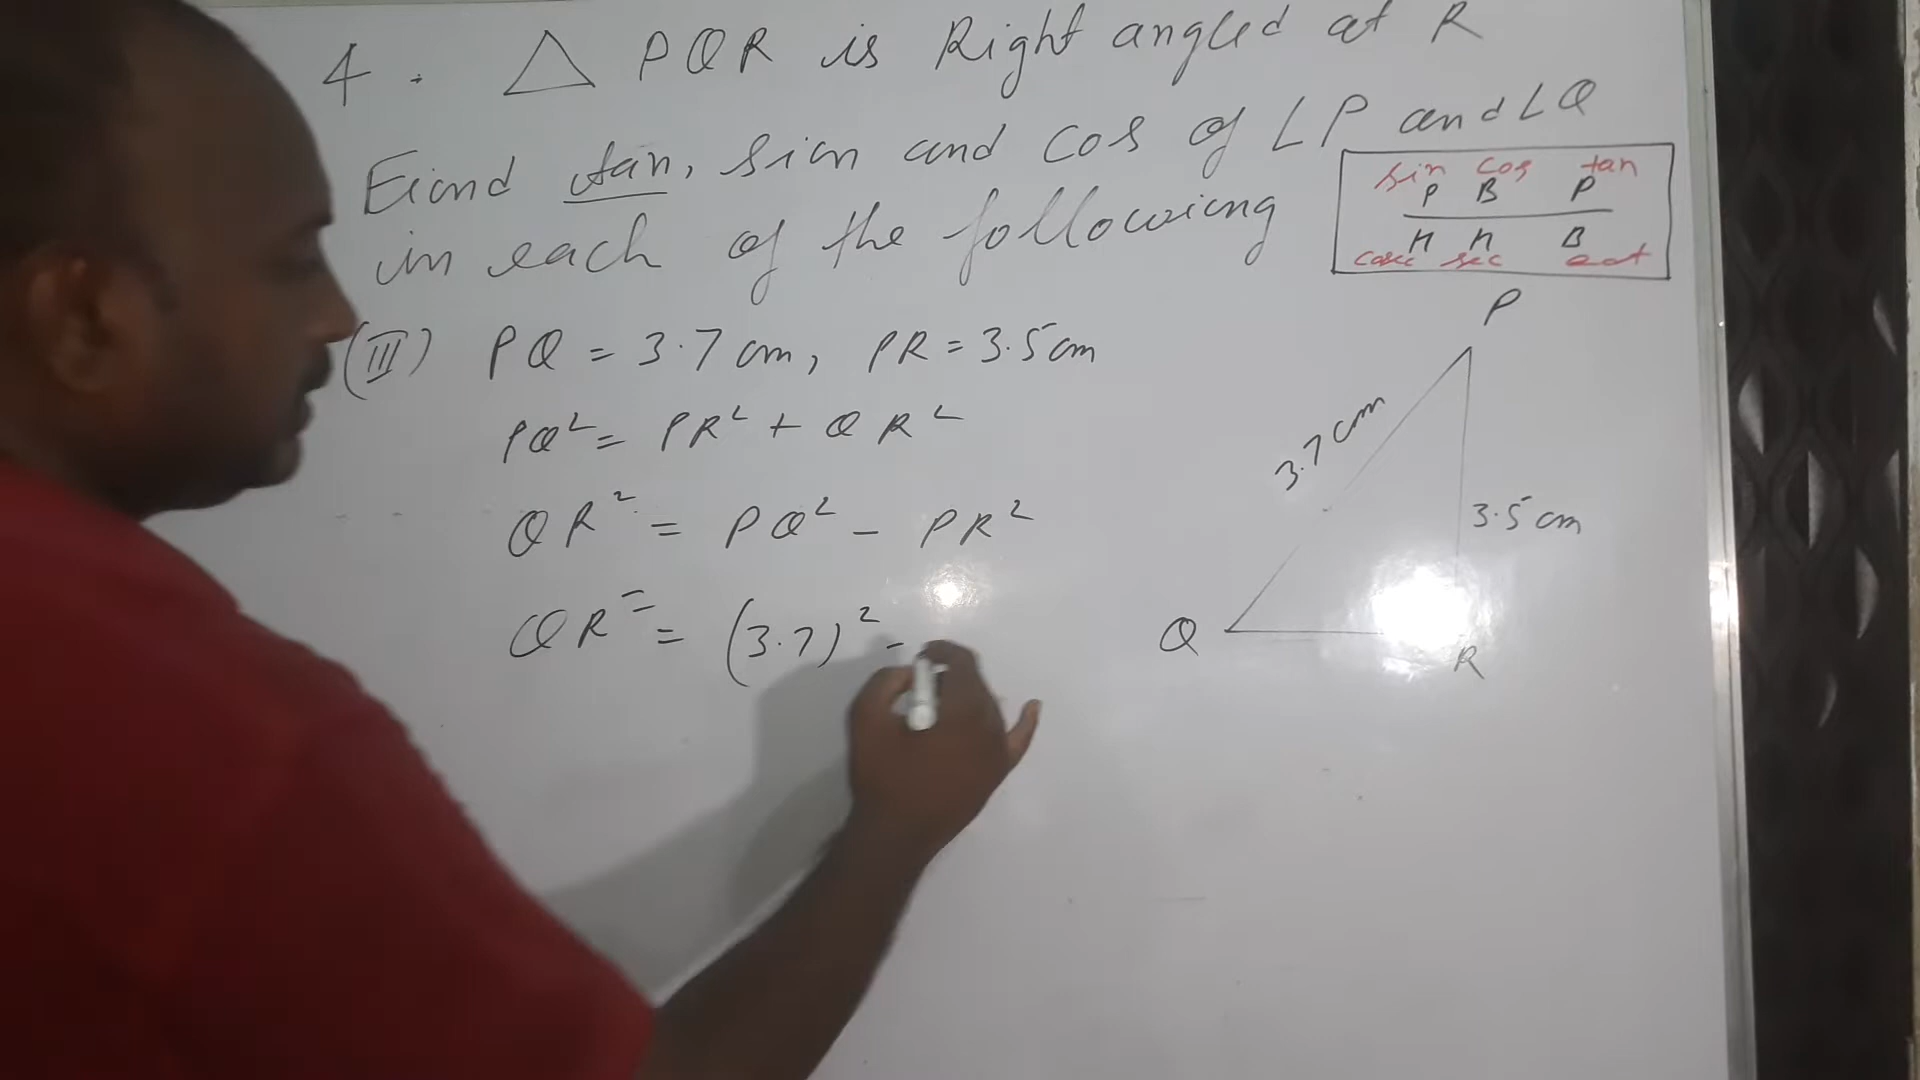 4. △ PQR is Right angled at R
Find tan, sin and cos of ∠P and ∠Q
in each of the following
sin cos tan
P B P
H H B
cosec sec cot
(III) PQ = 3.7 cm, PR = 3.5 cm
PQ² = PR² + QR²
QR² = PQ² - PR²
QR² = (3.7)² -
P
3.7 cm
3.5 cm
Q
R